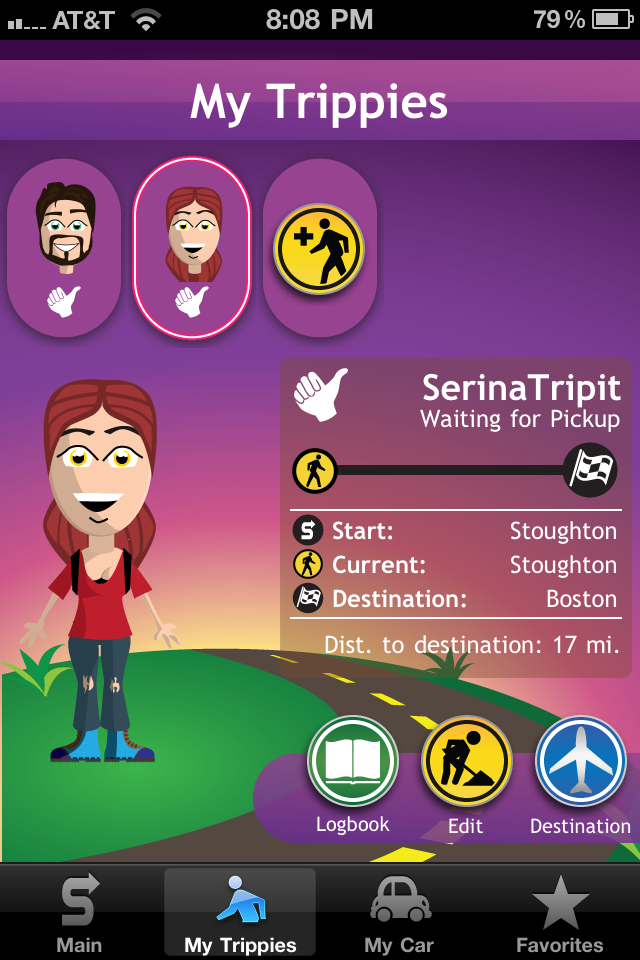 AT&T 8:08 PM 79%
My Trippies
SerinaTripit
Waiting for Pickup
Start: Stoughton
Current: Stoughton
Destination: Boston
Dist. to destination: 17 mi.
Logbook Edit Destination
Main My Trippies My Car Favorites